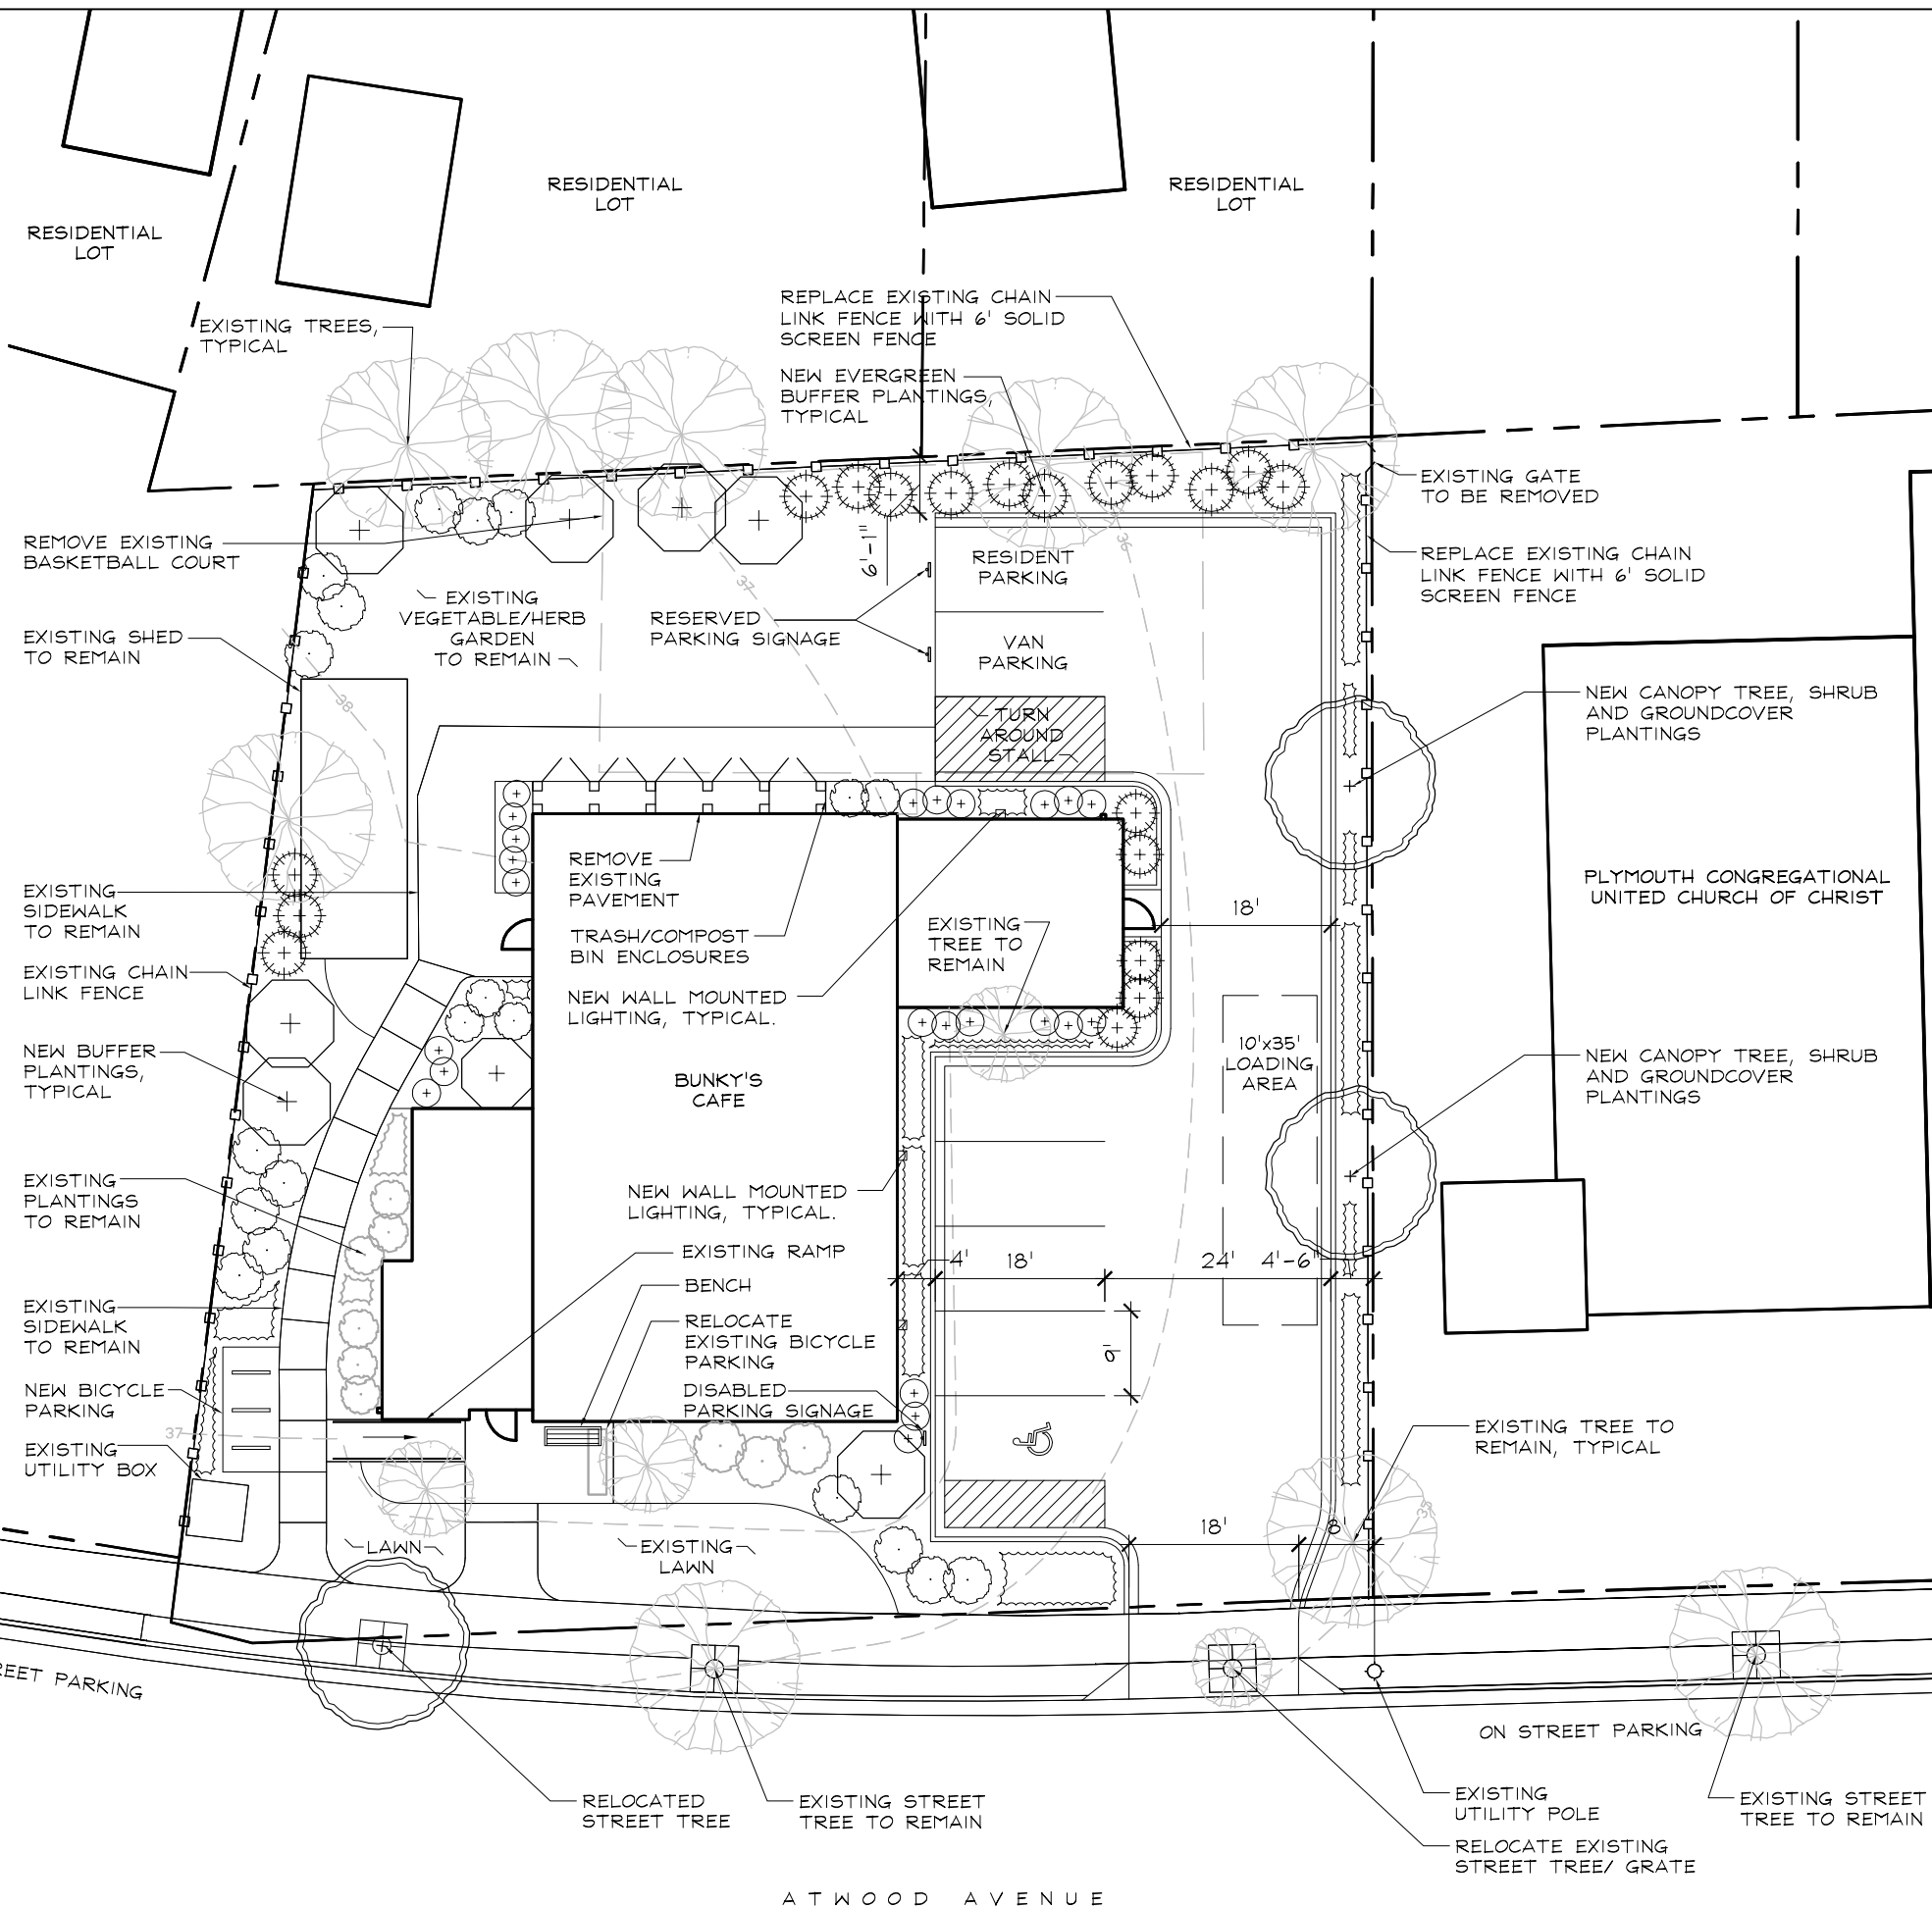 RESIDENTIAL
LOT
RESIDENTIAL
LOT
RESIDENTIAL
LOT
EXISTING TREES,
TYPICAL
REPLACE EXISTING CHAIN
LINK FENCE WITH 6' SOLID
SCREEN FENCE
NEW EVERGREEN
BUFFER PLANTINGS,
TYPICAL
EXISTING GATE
TO BE REMOVED
REMOVE EXISTING
BASKETBALL COURT
REPLACE EXISTING CHAIN
LINK FENCE WITH 6' SOLID
SCREEN FENCE
36
37
6'-1"
RESIDENT
PARKING
EXISTING
VEGETABLE/HERB
GARDEN
TO REMAIN
RESERVED
PARKING SIGNAGE
VAN
PARKING
EXISTING SHED
TO REMAIN
38
TURN
AROUND
STALL
NEW CANOPY TREE, SHRUB
AND GROUNDCOVER
PLANTINGS
REMOVE
EXISTING
PAVEMENT
EXISTING
SIDEWALK
TO REMAIN
TRASH/COMPOST
BIN ENCLOSURES
EXISTING
TREE TO
REMAIN
18'
PLYMOUTH CONGREGATIONAL
UNITED CHURCH OF CHRIST
EXISTING CHAIN
LINK FENCE
NEW WALL MOUNTED
LIGHTING, TYPICAL.
NEW BUFFER
PLANTINGS,
TYPICAL
BUNKY'S
CAFE
10'x35'
LOADING
AREA
NEW CANOPY TREE, SHRUB
AND GROUNDCOVER
PLANTINGS
EXISTING
PLANTINGS
TO REMAIN
NEW WALL MOUNTED
LIGHTING, TYPICAL.
EXISTING RAMP
4'
18'
24'
4'-6"
BENCH
EXISTING
SIDEWALK
TO REMAIN
RELOCATE
EXISTING BICYCLE
PARKING
9'
NEW BICYCLE
PARKING
DISABLED
PARKING SIGNAGE
37
EXISTING
UTILITY BOX
EXISTING TREE TO
REMAIN, TYPICAL
35
LAWN
EXISTING
LAWN
18'
8'
REET PARKING
ON STREET PARKING
RELOCATED
STREET TREE
EXISTING STREET
TREE TO REMAIN
EXISTING
UTILITY POLE
EXISTING STREET
TREE TO REMAIN
RELOCATE EXISTING
STREET TREE/ GRATE
ATWOOD AVENUE